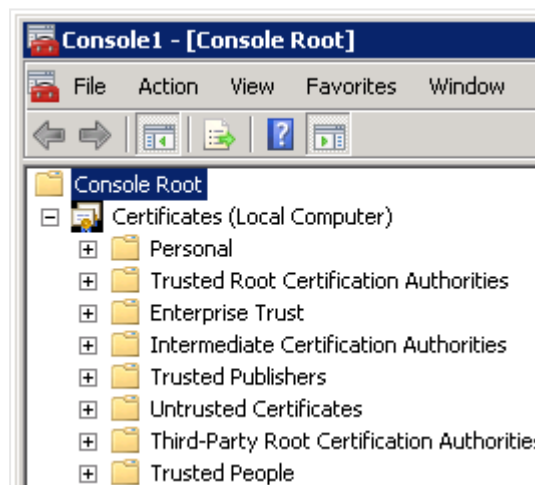 Console1 - [Console Root]
File Action View Favorites Window
Console Root
Certificates (Local Computer)
Personal
Trusted Root Certification Authorities
Enterprise Trust
Intermediate Certification Authorities
Trusted Publishers
Untrusted Certificates
Third-Party Root Certification Authorities
Trusted People